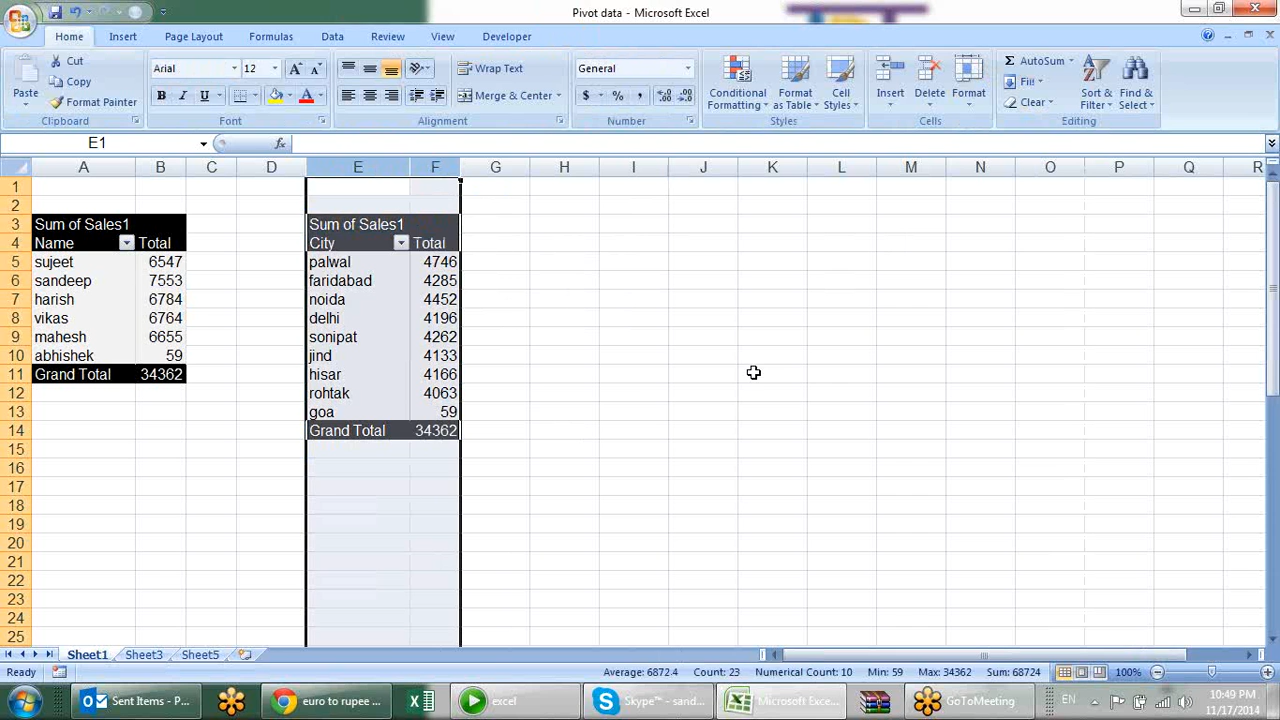 Pivot data - Microsoft Excel
Home Insert Page Layout Formulas Data Review View Developer
Paste Cut Copy Format Painter Clipboard
Arial 12 A A B I U A Font
Wrap Text Merge & Center Alignment
General $ % , Number
Conditional Formatting Format as Table Cell Styles Styles
Insert Delete Format Cells
Σ AutoSum Fill Clear Sort & Filter Find & Select Editing
E1 fx
A B C D E F G H I J K L M N O P Q R
1
2
3 Sum of Sales1 Sum of Sales1
4 Name Total City Total
5 sujeet 6547 palwal 4746
6 sandeep 7553 faridabad 4285
7 harish 6784 noida 4452
8 vikas 6764 delhi 4196
9 mahesh 6655 sonipat 4262
10 abhishek 59 jind 4133
11 Grand Total 34362 hisar 4166
12 rohtak 4063
13 goa 59
14 Grand Total 34362
15
16
17
18
19
20
21
22
23
24
25
Sheet1 Sheet3 Sheet5
Ready Average: 6872.4 Count: 23 Numerical Count: 10 Min: 59 Max: 34362 Sum: 68724 100%
Sent Items - P... euro to rupee ... excel Skype™ - sand... Microsoft Exce... GoToMeeting EN 10:49 PM
11/17/2014